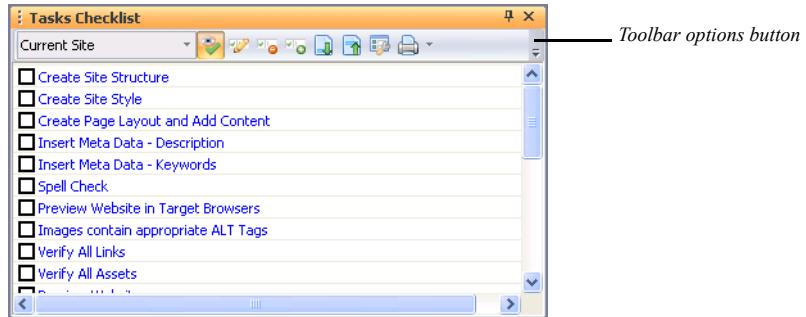 Tasks Checklist
Toolbar options button
Current Site
Create Site Structure
Create Site Style
Create Page Layout and Add Content
Insert Meta Data - Description
Insert Meta Data - Keywords
Spell Check
Preview Website in Target Browsers
Images contain appropriate ALT Tags
Verify All Links
Verify All Assets